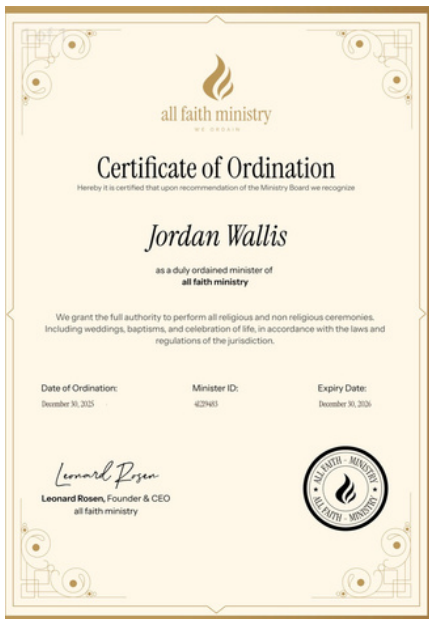 all faith ministry
WE ORDAIN
Certificate of Ordination
Hereby it is certified that upon recommendation of the Ministry Board we recognize
Jordan Wallis
as a duly ordained minister of
all faith ministry
We grant the full authority to perform all religious and non religious ceremonies.
Including weddings, baptisms, and celebration of life, in accordance with the laws and
regulations of the jurisdiction.
Date of Ordination: Minister ID: Expiry Date:
December 30, 2025 41219483 December 30, 2026
Leonard Rosen
Leonard Rosen, Founder & CEO
all faith ministry
ALL FAITH - MINISTRY
ALL FAITH - MINISTRY